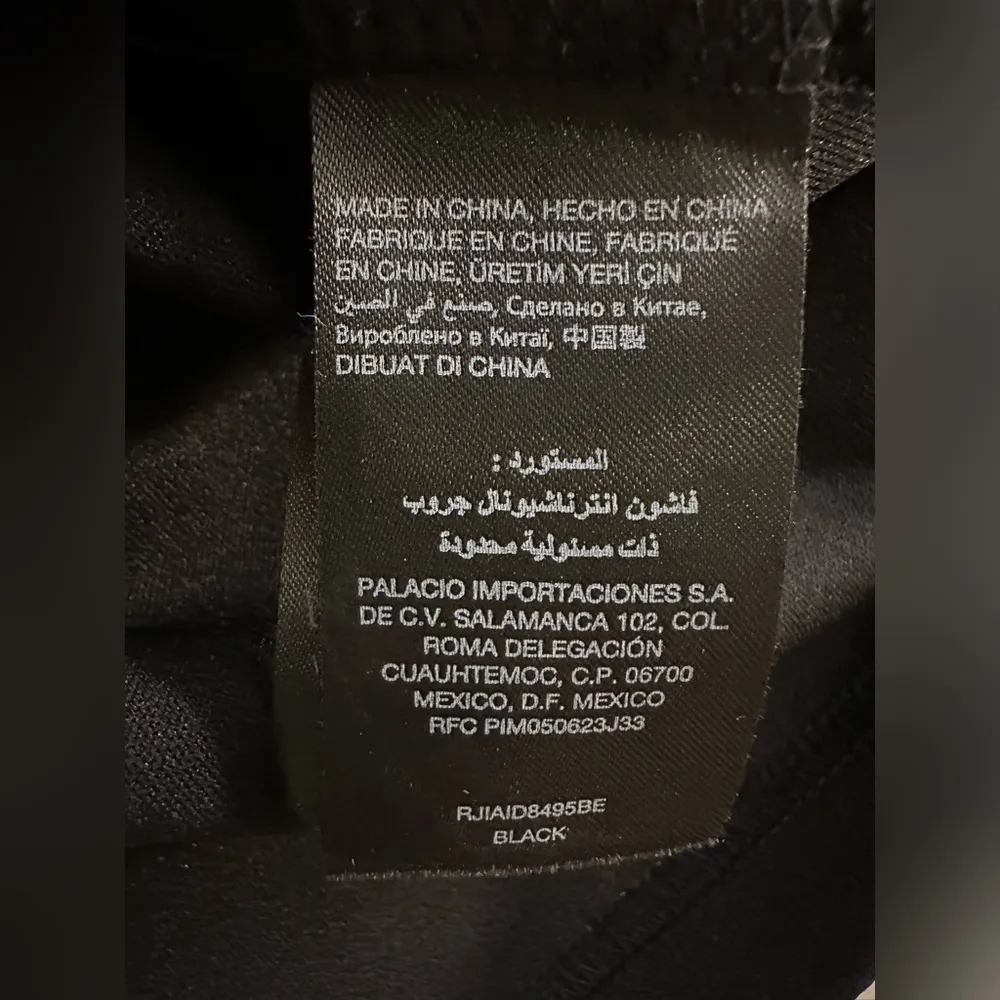 MADE IN CHINA, HECHO EN CHINA
FABRIQUE EN CHINE, FABRIQUÉ
EN CHINE, ÜRETIM YERİ ÇIN
صنع في الصين, Сделано в Китае,
Вироблено в Китаї, 中国製
DIBUAT DI CHINA
المستورد :
فاشون انترناشيونال جروب
ذات مسئولية محدودة
PALACIO IMPORTACIONES S.A.
DE C.V. SALAMANCA 102, COL.
ROMA DELEGACIÓN
CUAUHTEMOC, C.P. 06700
MEXICO, D.F. MEXICO
RFC PIM050623J33
RJIAID8495BE
BLACK